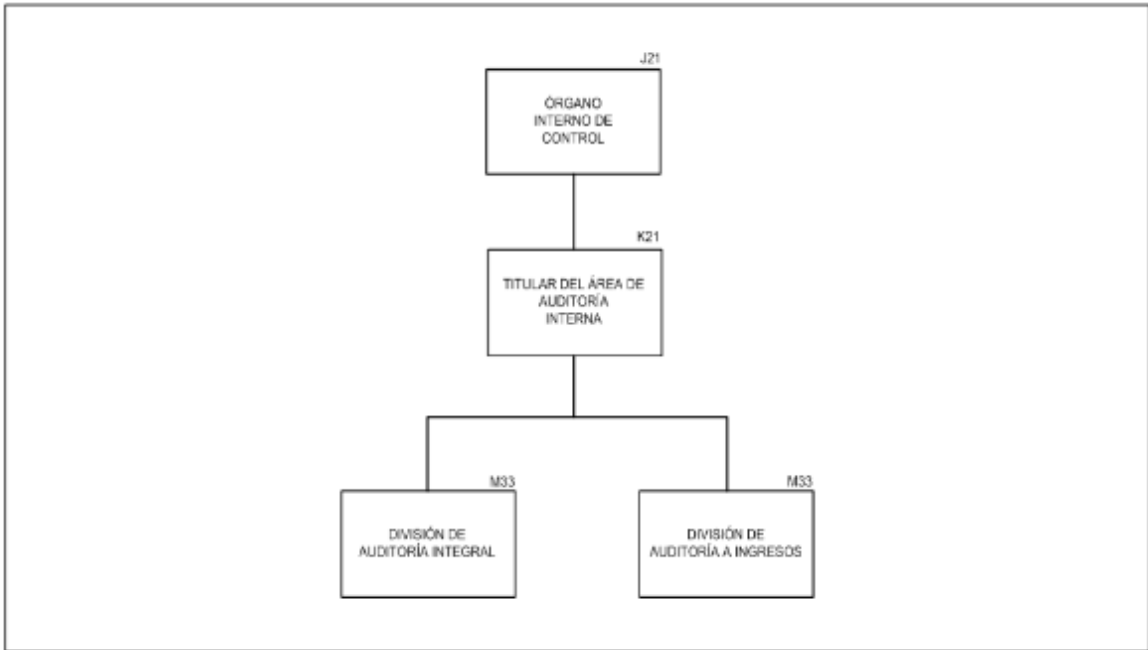 J21
ÓRGANO
INTERNO DE
CONTROL
K21
TITULAR DEL ÁREA DE
AUDITORÍA
INTERNA
M33
DIVISIÓN DE
AUDITORÍA INTEGRAL
M33
DIVISIÓN DE
AUDITORÍA A INGRESOS